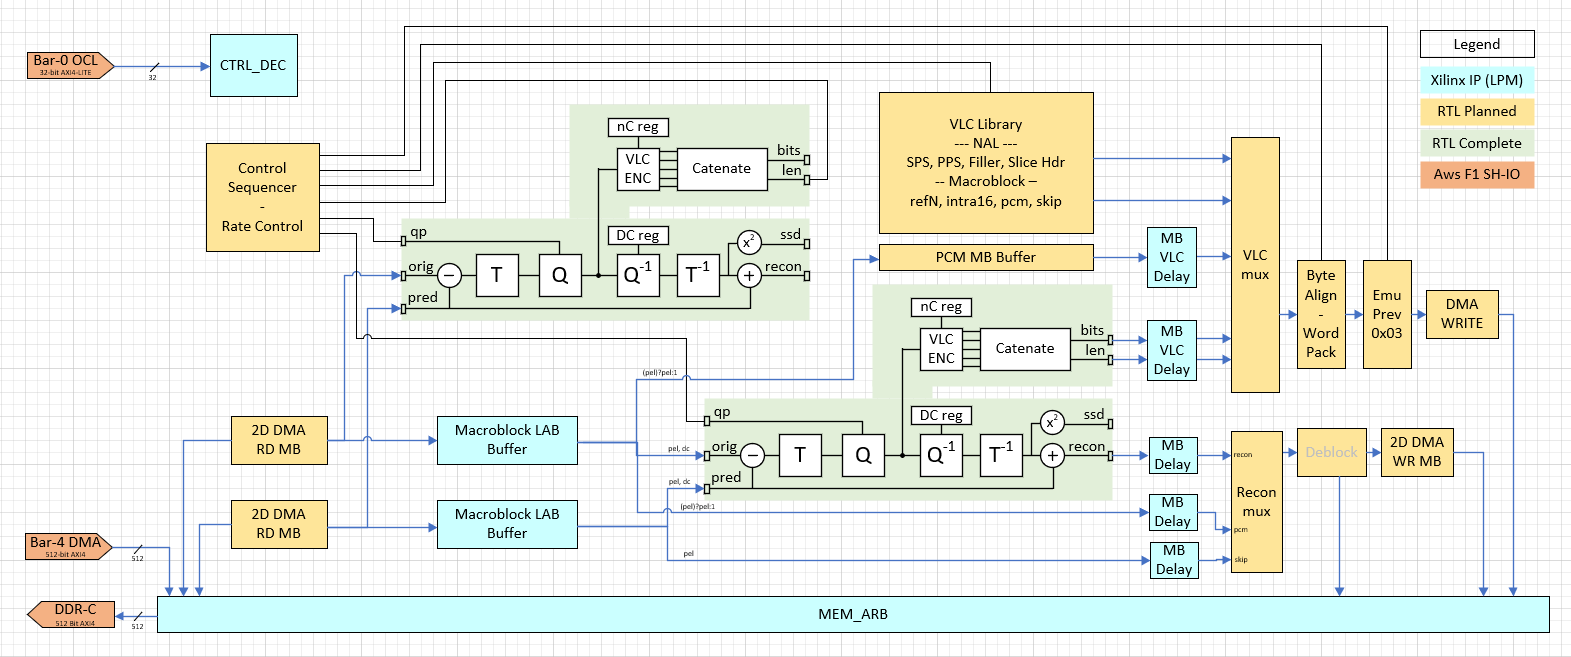 Bar-0 OCL
32-bit AXI4-LITE
32
CTRL_DEC
Legend
Xilinx IP (LPM)
RTL Planned
RTL Complete
Aws F1 SH-IO
Control
Sequencer
-
Rate Control
nC reg
VLC
ENC
Catenate
bits
len
qp
orig
pred
−
T
Q
DC reg
Q-1
T-1
x2
+
ssd
recon
VLC Library
--- NAL ---
SPS, PPS, Filler, Slice Hdr
-- Macroblock –
refN, intra16, pcm, skip
PCM MB Buffer
MB
VLC
Delay
VLC
mux
Byte
Align
-
Word
Pack
Emu
Prev
0x03
DMA
WRITE
nC reg
VLC
ENC
Catenate
bits
len
MB
VLC
Delay
(pel)?pel:1
2D DMA
RD MB
Macroblock LAB
Buffer
pel, dc
qp
orig
pred
−
T
Q
DC reg
Q-1
T-1
x2
+
ssd
recon
MB
Delay
recon
Recon
mux
pcm
skip
Deblock
2D DMA
WR MB
2D DMA
RD MB
Macroblock LAB
Buffer
pel, dc
(pel)?pel:1
MB
Delay
pel
MB
Delay
Bar-4 DMA
512-bit AXI4
512
DDR-C
512 Bit AXI4
512
MEM_ARB